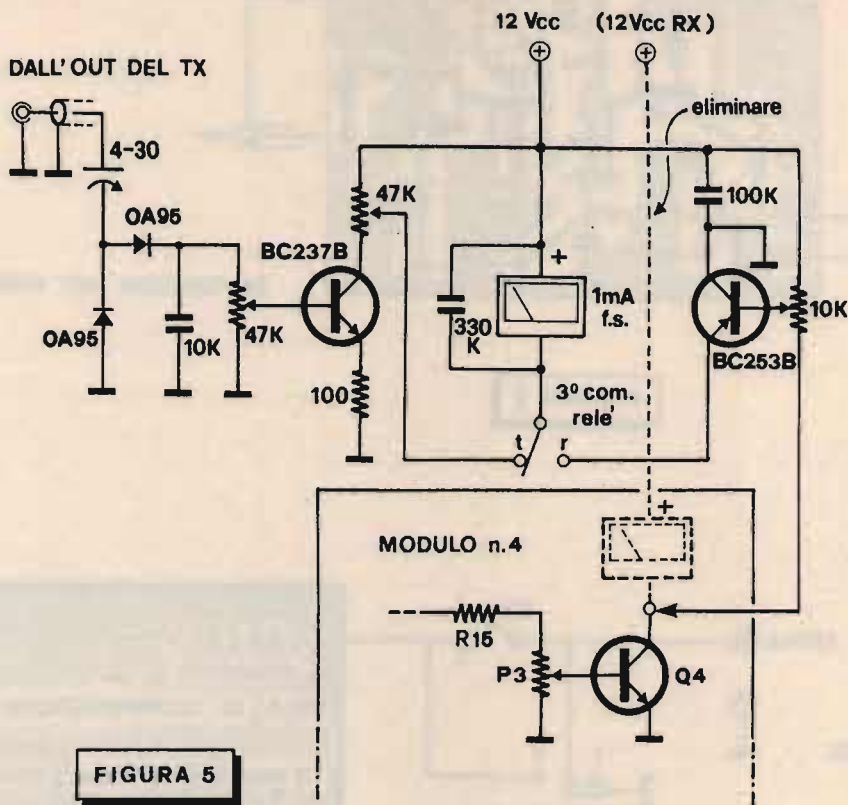 12 Vcc
(12Vcc RX)
DALL'OUT DEL TX
eliminare
4-30
47K
100K
OA95
BC237B
+
1mA
f.s.
10K
OA95
10K
47K
330
K
BC253B
100
3º com.
rele'
t
r
+
MODULO n.4
R15
P3
Q4
FIGURA 5